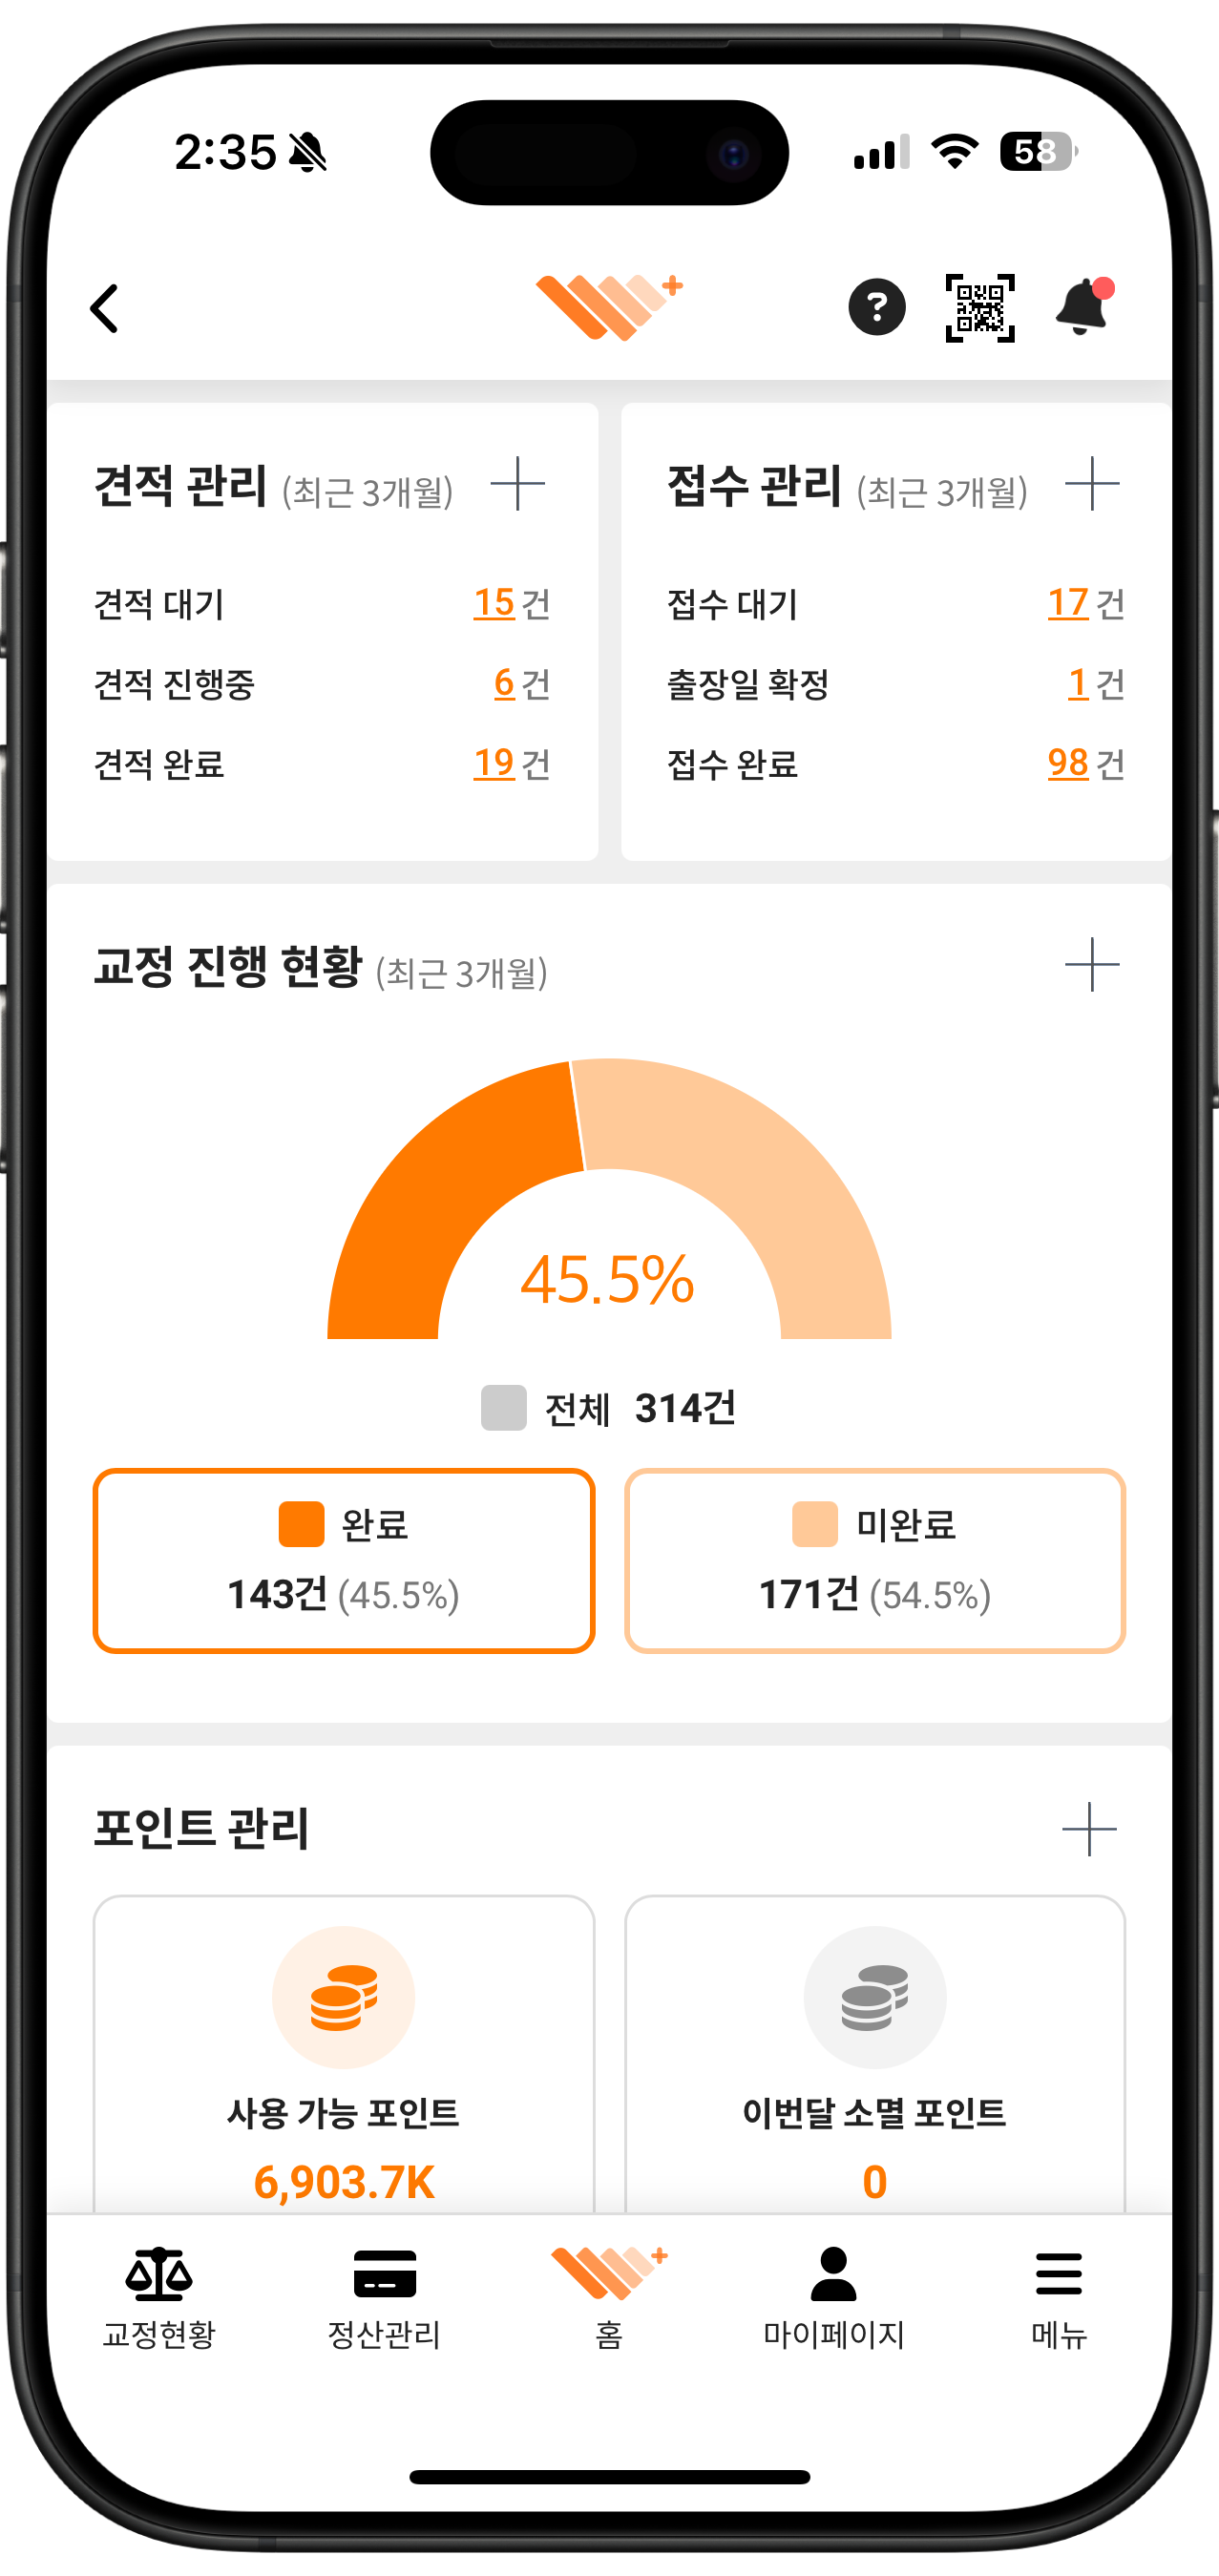 2:35
58
?
견적 관리 (최근 3개월)
견적 대기 15 건
견적 진행중 6 건
견적 완료 19 건
접수 관리 (최근 3개월)
접수 대기 17 건
출장일 확정 1 건
접수 완료 98 건
교정 진행 현황 (최근 3개월)
45.5%
전체 314건
완료
143건 (45.5%)
미완료
171건 (54.5%)
포인트 관리
사용 가능 포인트
6,903.7K
이번달 소멸 포인트
0
교정현황
정산관리
홈
마이페이지
메뉴